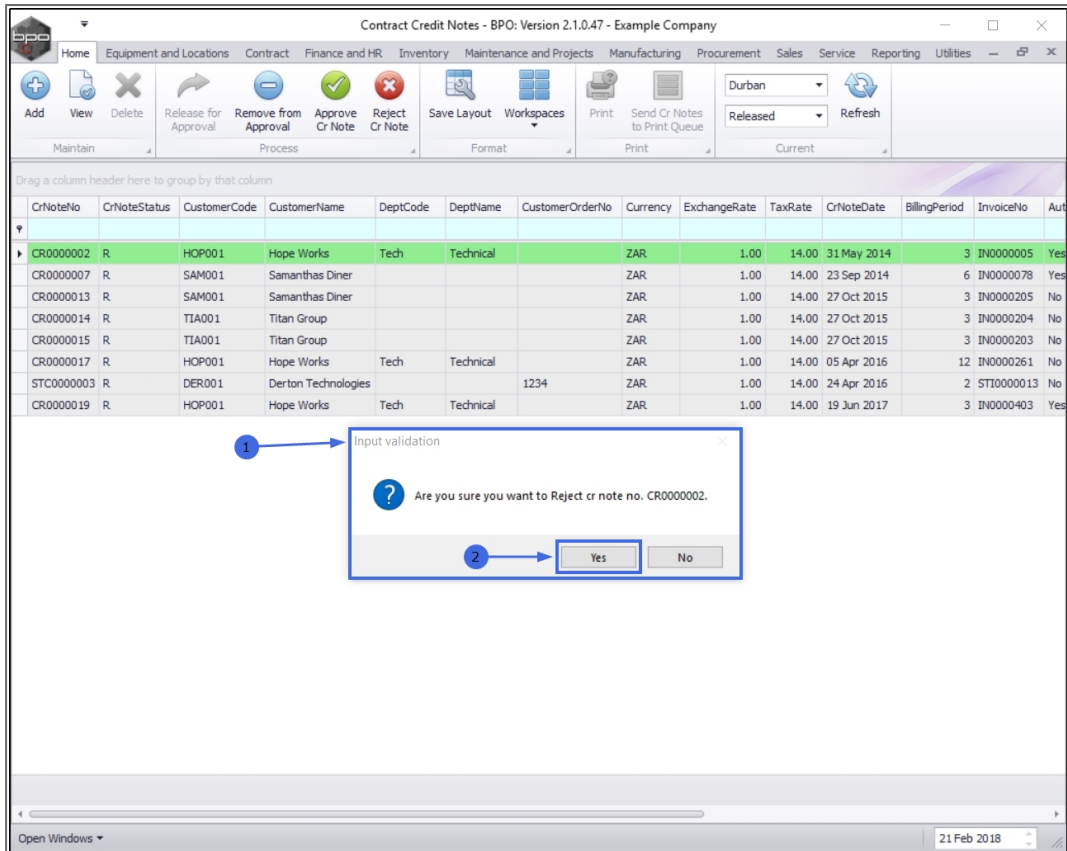 Contract Credit Notes - BPO: Version 2.1.0.47 - Example Company
bpo
Home Equipment and Locations Contract Finance and HR Inventory Maintenance and Projects Manufacturing Procurement Sales Service Reporting Utilities
Add View Delete Release for Approval Remove from Approval Approve Cr Note Reject Cr Note Save Layout Workspaces Print Send Cr Notes to Print Queue Durban Released Refresh
Maintain Process Format Print Current
Drag a column header here to group by that column
CrNoteNo CrNoteStatus CustomerCode CustomerName DeptCode DeptName CustomerOrderNo Currency ExchangeRate TaxRate CrNoteDate BillingPeriod InvoiceNo Aut
CR0000002 R HOP001 Hope Works Tech Technical ZAR 1.00 14.00 31 May 2014 3 IN0000005 Yes
CR0000007 R SAM001 Samanthas Diner ZAR 1.00 14.00 23 Sep 2014 6 IN0000078 Yes
CR0000013 R SAM001 Samanthas Diner ZAR 1.00 14.00 27 Oct 2015 3 IN0000205 No
CR0000014 R TIA001 Titan Group ZAR 1.00 14.00 27 Oct 2015 3 IN0000204 No
CR0000015 R TIA001 Titan Group ZAR 1.00 14.00 27 Oct 2015 3 IN0000203 No
CR0000017 R HOP001 Hope Works Tech Technical ZAR 1.00 14.00 05 Apr 2016 12 IN0000261 No
STC0000003 R DER001 Derton Technologies 1234 ZAR 1.00 14.00 24 Apr 2016 2 STI0000013 No
CR0000019 R HOP001 Hope Works Tech Technical ZAR 1.00 14.00 19 Jun 2017 3 IN0000403 Yes
1 Input validation
Are you sure you want to Reject cr note no. CR0000002.
2 Yes No
Open Windows 21 Feb 2018